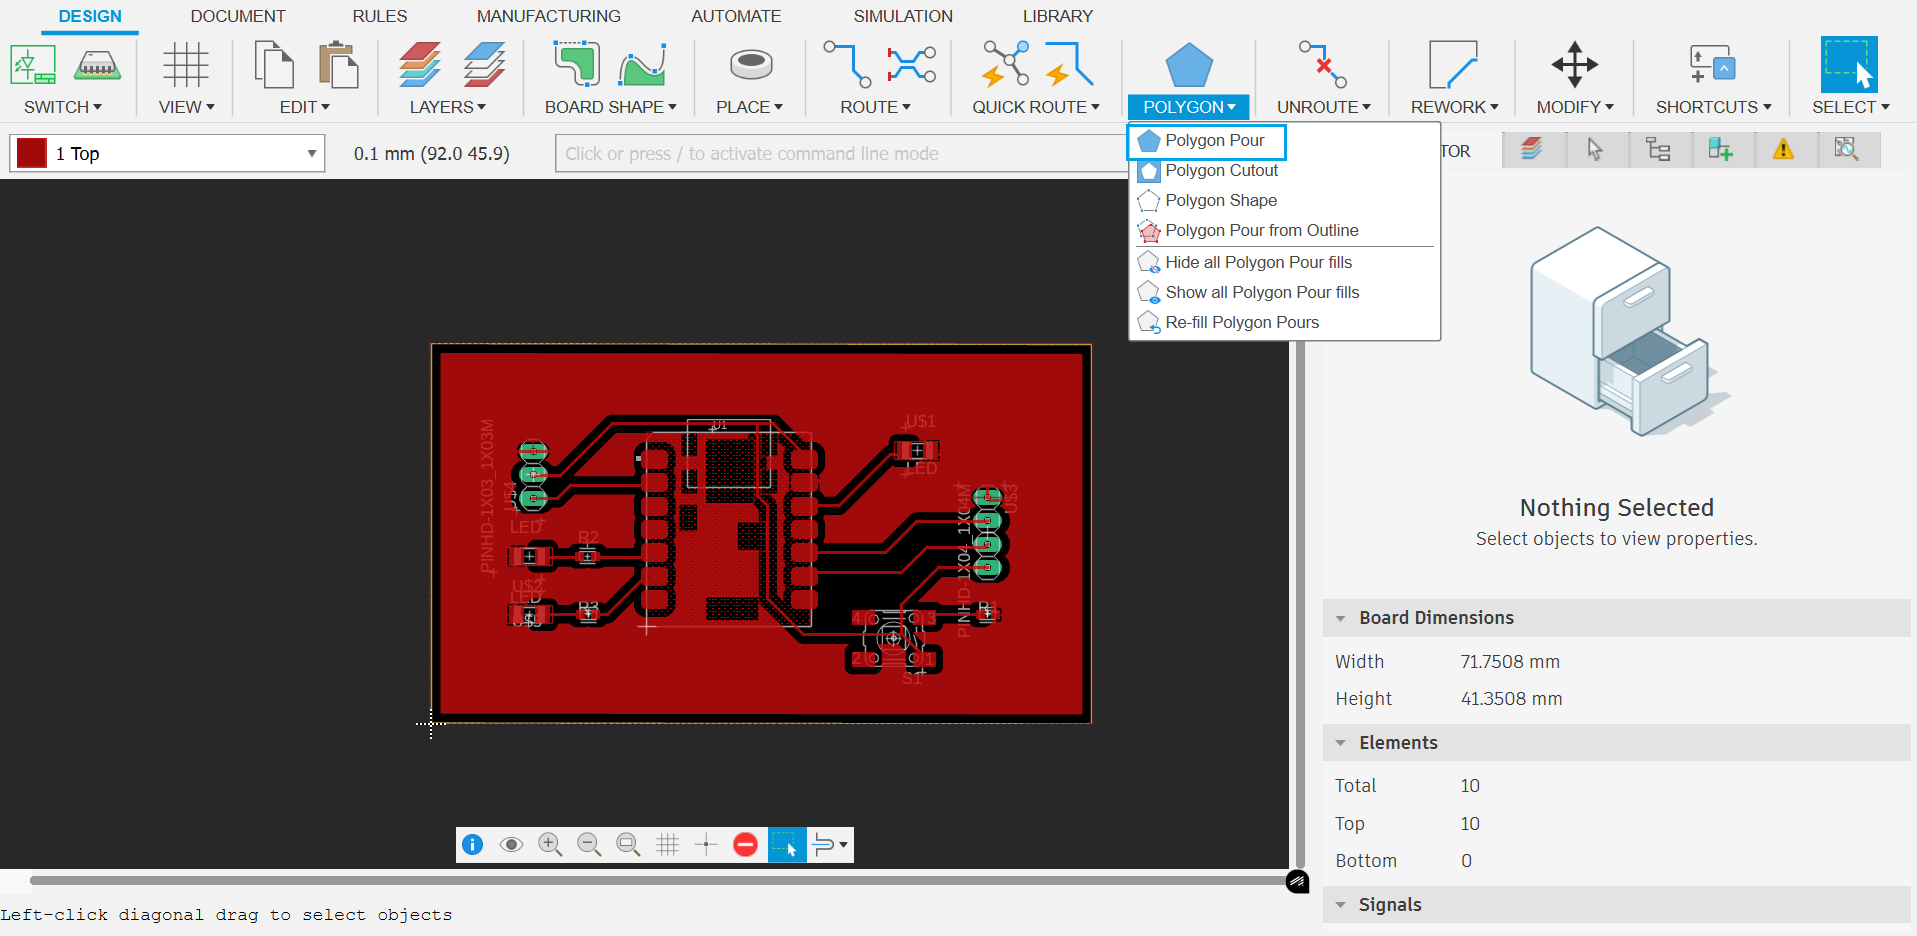 DESIGN DOCUMENT RULES MANUFACTURING AUTOMATE SIMULATION LIBRARY
SWITCH VIEW EDIT LAYERS BOARD SHAPE PLACE ROUTE QUICK ROUTE POLYGON UNROUTE REWORK MODIFY SHORTCUTS SELECT
1 Top
0.1 mm (92.0 45.9)
Click or press / to activate command line mode
TOR
Polygon Pour
Polygon Cutout
Polygon Shape
Polygon Pour from Outline
Hide all Polygon Pour fills
Show all Polygon Pour fills
Re-fill Polygon Pours
PINHD-1X03_1X03M
U$4
U1
U$1
LED
LED
R2
U$2
LED
R3
PINHD-1X04_1X04M
U$3
4
3
2
1
S1
Nothing Selected
Select objects to view properties.
Board Dimensions
Width 71.7508 mm
Height 41.3508 mm
Elements
Total 10
Top 10
Bottom 0
Signals
Left-click diagonal drag to select objects